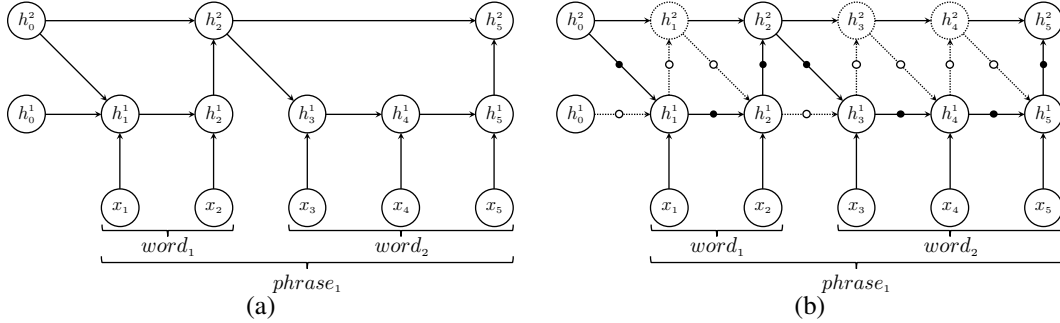 h_0^2 h_2^2 h_5^2
h_0^1 h_1^1 h_2^1 h_3^1 h_4^1 h_5^1
x_1 x_2 x_3 x_4 x_5
word_1 word_2
phrase_1
(a)
h_0^2 h_1^2 h_2^2 h_3^2 h_4^2 h_5^2
h_0^1 h_1^1 h_2^1 h_3^1 h_4^1 h_5^1
x_1 x_2 x_3 x_4 x_5
word_1 word_2
phrase_1
(b)